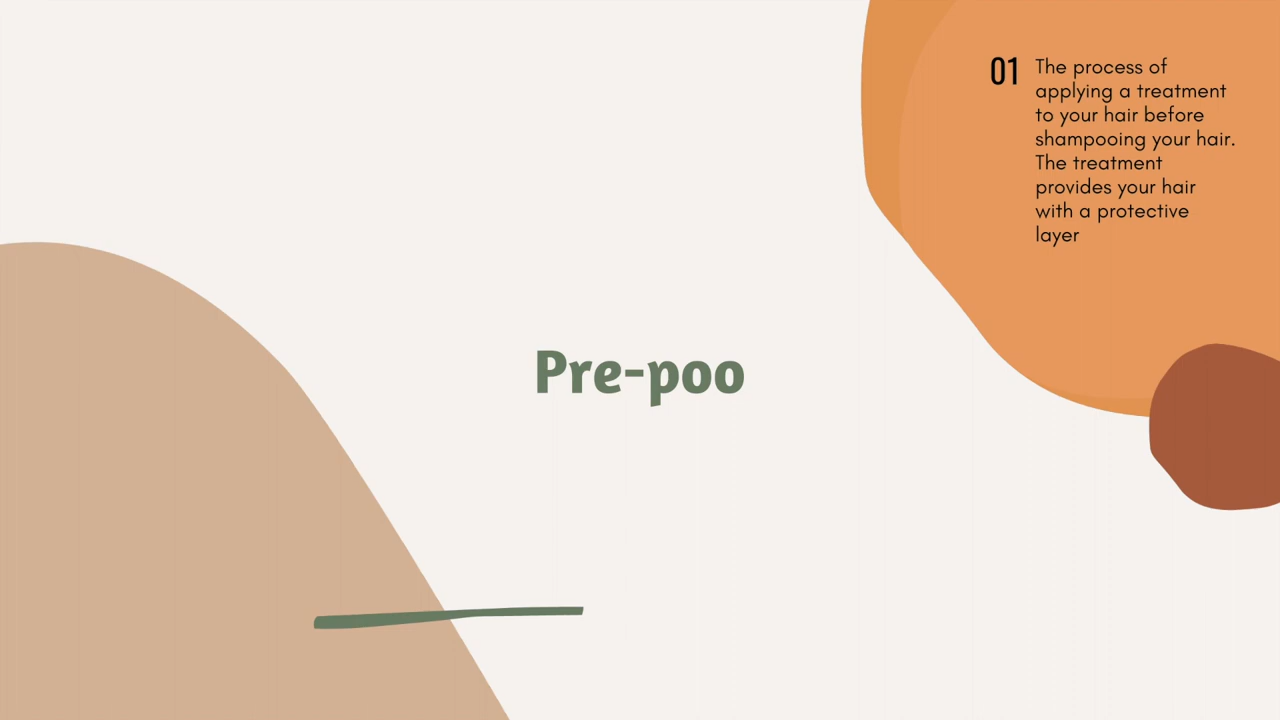 01
The process of
applying a treatment
to your hair before
shampooing your hair.
The treatment
provides your hair
with a protective
layer
Pre-poo